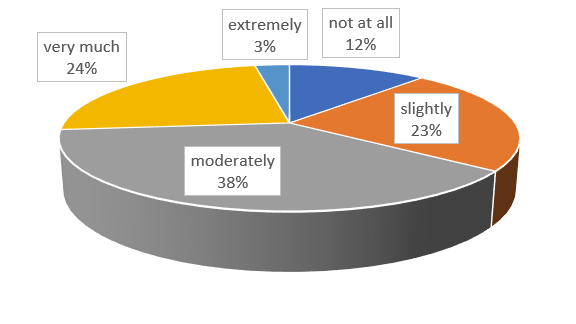 extremely
3%
not at all
12%
very much
24%
slightly
23%
moderately
38%